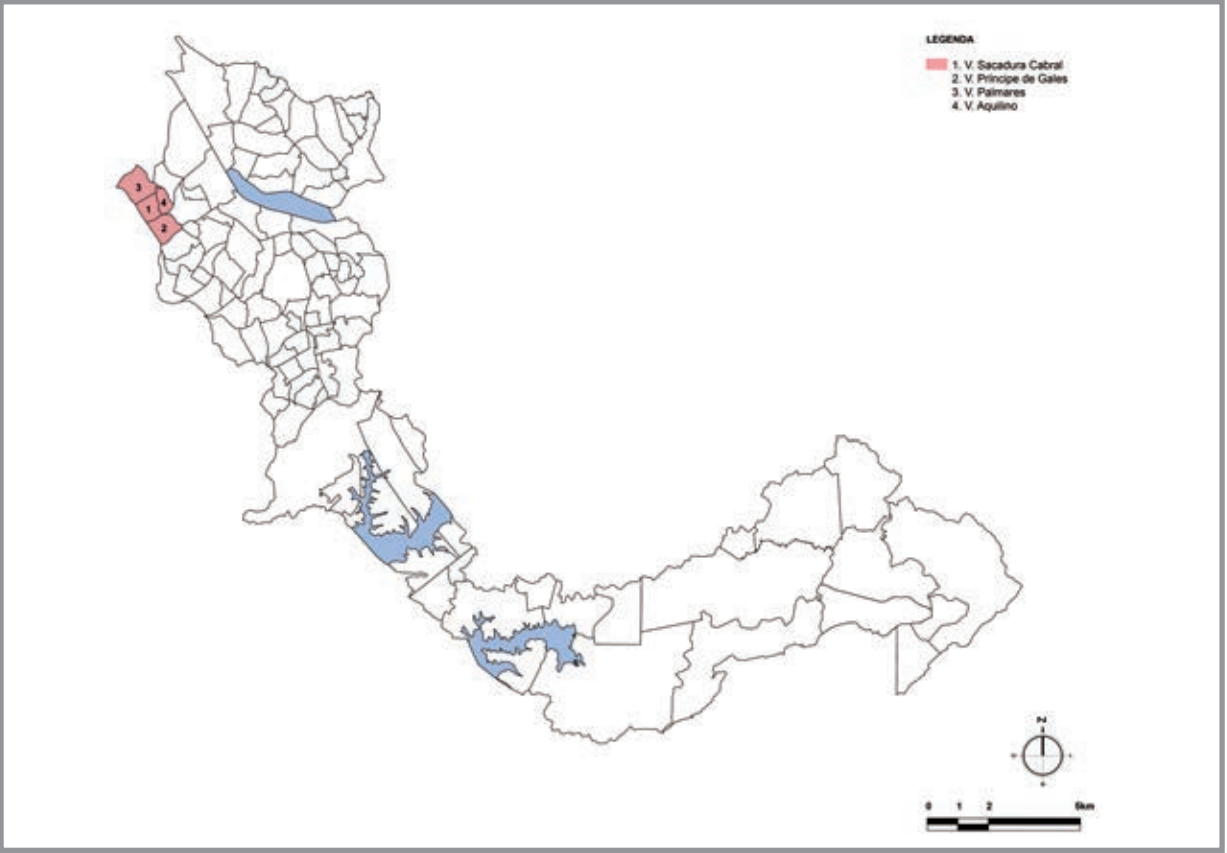 LEGENDA
1. V. Sacadura Cabral
2. V. Príncipe de Gales
3. V. Palmares
4. V. Aquilino
3
4
1
2
N
0 1 2 5km